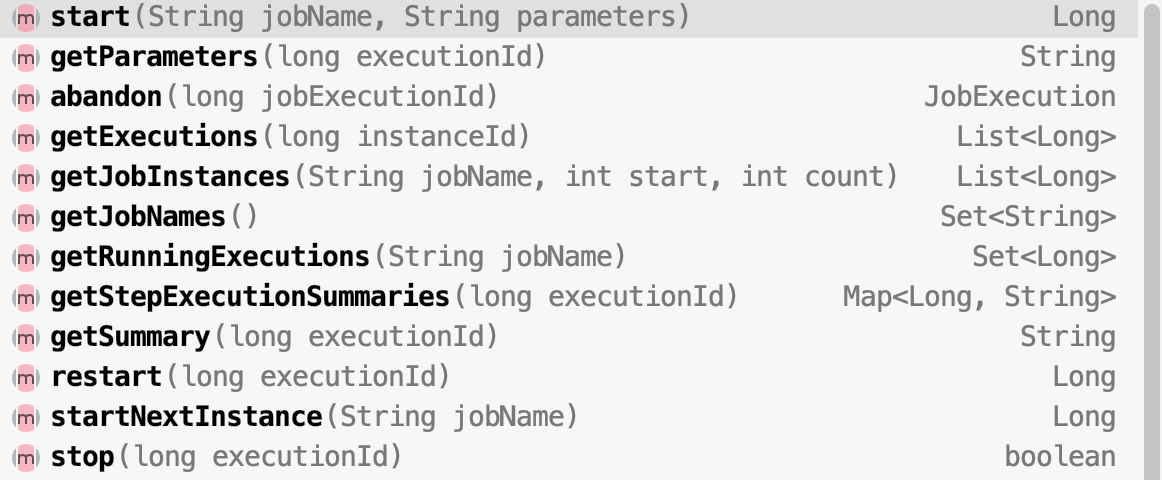 m start(String jobName, String parameters) Long
m getParameters(long executionId) String
m abandon(long jobExecutionId) JobExecution
m getExecutions(long instanceId) List<Long>
m getJobInstances(String jobName, int start, int count) List<Long>
m getJobNames() Set<String>
m getRunningExecutions(String jobName) Set<Long>
m getStepExecutionSummaries(long executionId) Map<Long, String>
m getSummary(long executionId) String
m restart(long executionId) Long
m startNextInstance(String jobName) Long
m stop(long executionId) boolean